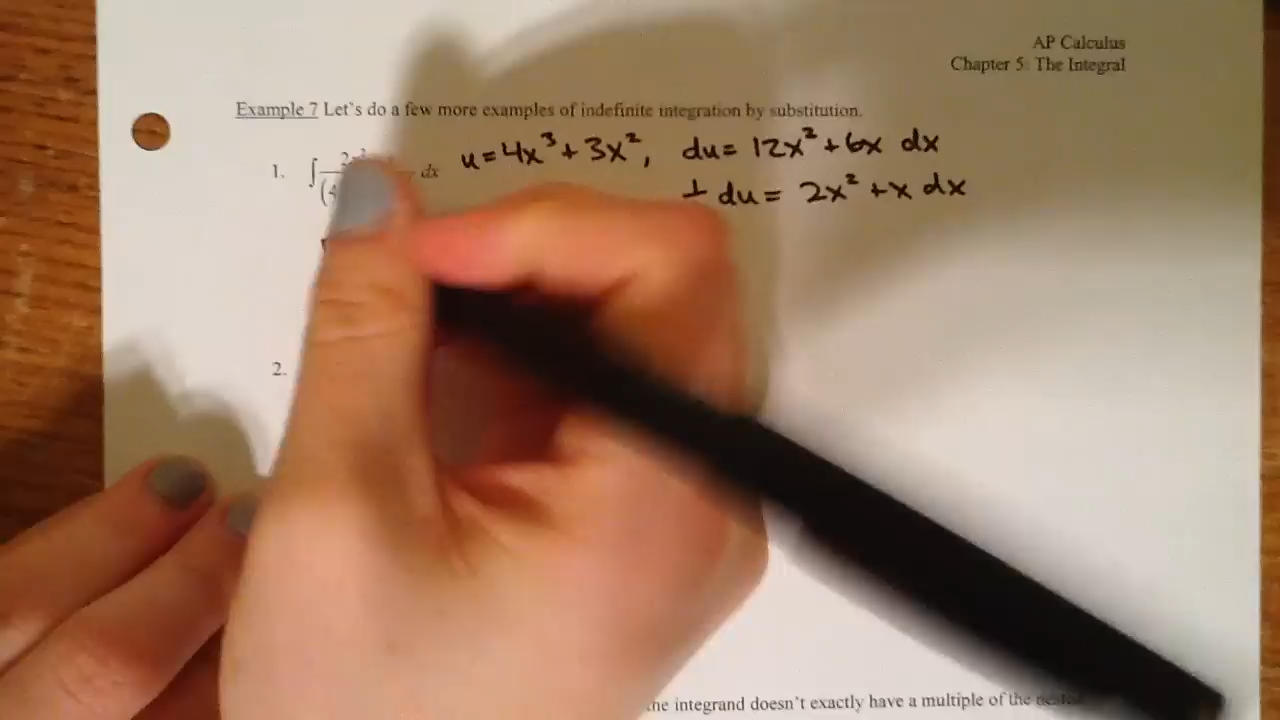 AP Calculus
Chapter 5: The Integral
Example 7 Let's do a few more examples of indefinite integration by substitution.
1. ∫ dx u = 4x³ + 3x², du = 12x² + 6x dx
du = 2x² + x dx
2.
the integrand doesn't exactly have a multiple of the